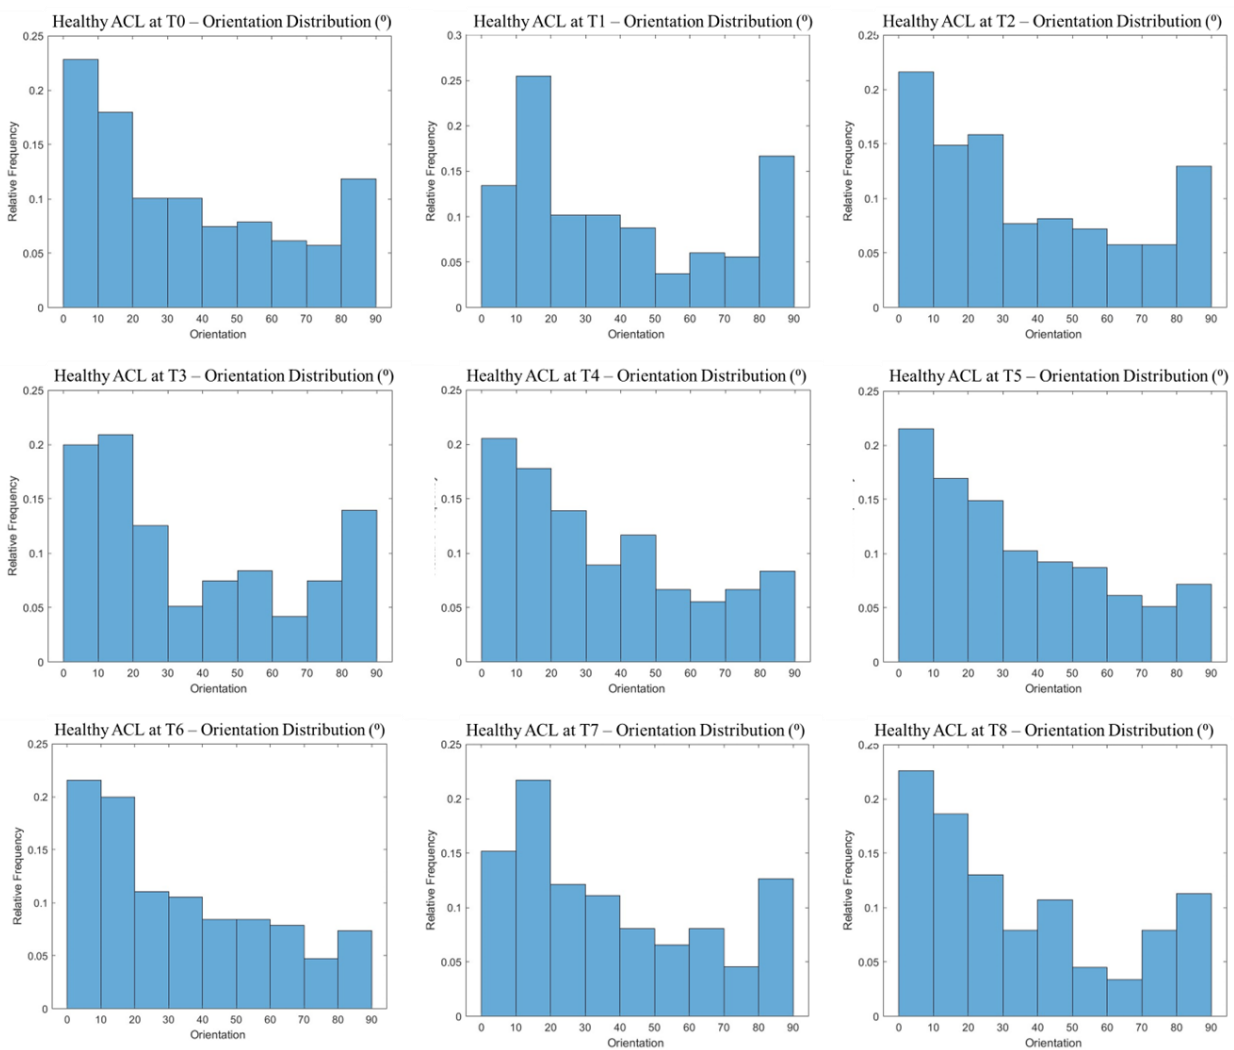 Healthy ACL at T0 – Orientation Distribution (º)
0.25
0.2
0.15
0.1
0.05
0
Relative Frequency
0 10 20 30 40 50 60 70 80 90
Orientation
Healthy ACL at T1 – Orientation Distribution (º)
0.3
0.25
0.2
0.15
0.1
0.05
0
Relative Frequency
0 10 20 30 40 50 60 70 80 90
Orientation
Healthy ACL at T2 – Orientation Distribution (º)
0.25
0.2
0.15
0.1
0.05
0
Relative Frequency
0 10 20 30 40 50 60 70 80 90
Orientation
Healthy ACL at T3 – Orientation Distribution (º)
0.25
0.2
0.15
0.1
0.05
0
Relative Frequency
0 10 20 30 40 50 60 70 80 90
Orientation
Healthy ACL at T4 – Orientation Distribution (º)
0.25
0.2
0.15
0.1
0.05
0
0 10 20 30 40 50 60 70 80 90
Orientation
Healthy ACL at T5 – Orientation Distribution (º)
0.25
0.2
0.15
0.1
0.05
0
0 10 20 30 40 50 60 70 80 90
Orientation
Healthy ACL at T6 – Orientation Distribution (º)
0.25
0.2
0.15
0.1
0.05
0
Relative Frequency
0 10 20 30 40 50 60 70 80 90
Orientation
Healthy ACL at T7 – Orientation Distribution (º)
0.25
0.2
0.15
0.1
0.05
0
Relative Frequency
0 10 20 30 40 50 60 70 80 90
Orientation
Healthy ACL at T8 – Orientation Distribution (º)
0.25
0.2
0.15
0.1
0.05
0
Relative Frequency
0 10 20 30 40 50 60 70 80 90
Orientation